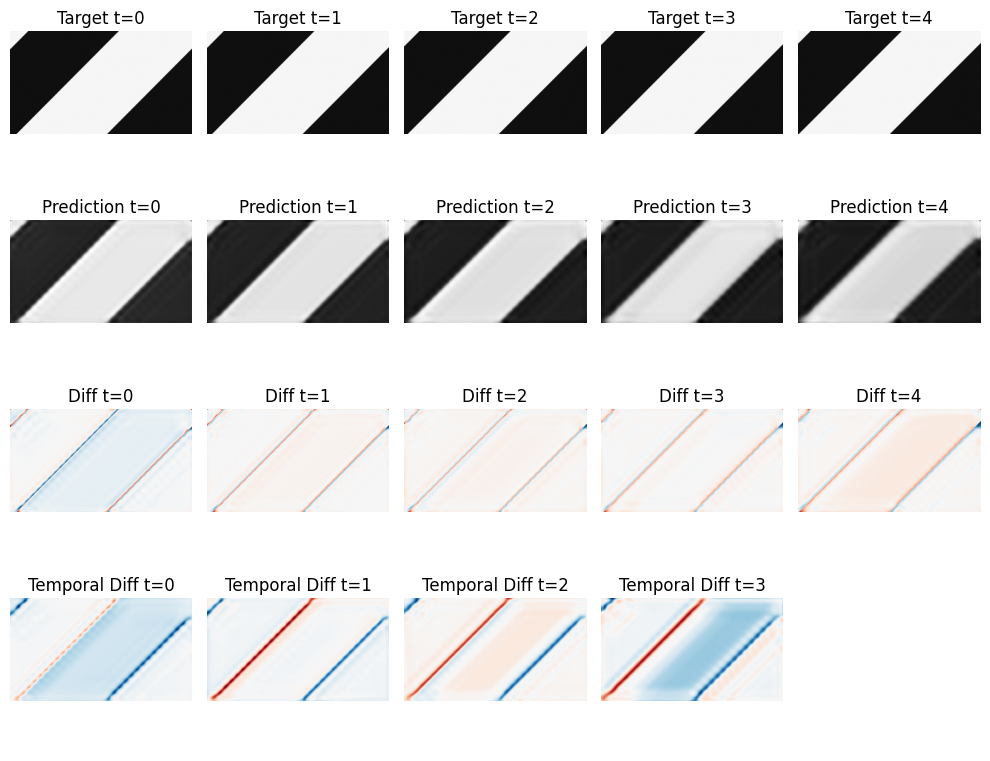 Target t=0 Target t=1 Target t=2 Target t=3 Target t=4
Prediction t=0 Prediction t=1 Prediction t=2 Prediction t=3 Prediction t=4
Diff t=0 Diff t=1 Diff t=2 Diff t=3 Diff t=4
Temporal Diff t=0 Temporal Diff t=1 Temporal Diff t=2 Temporal Diff t=3